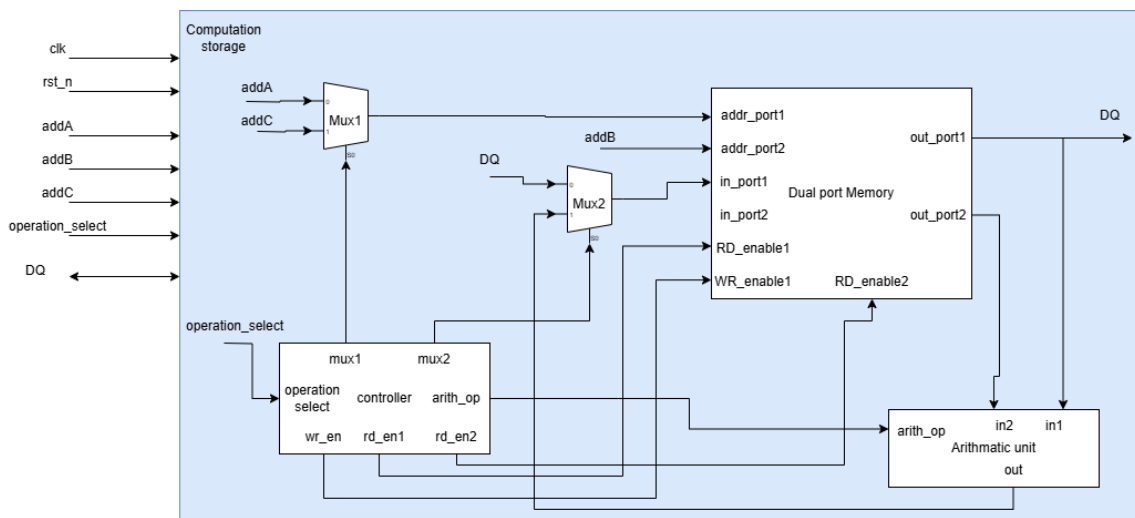 Computation
storage
clk
rst_n
addA
addB
addC
operation_select
DQ
addA
addC
0
1
Mux1
S0
DQ
0
1
Mux2
S0
addB
addr_port1
addr_port2
in_port1
in_port2
RD_enable1
WR_enable1
RD_enable2
Dual port Memory
out_port1
out_port2
DQ
operation_select
mux1
mux2
operation
select
controller
arith_op
wr_en
rd_en1
rd_en2
arith_op
in2
in1
Arithmatic unit
out